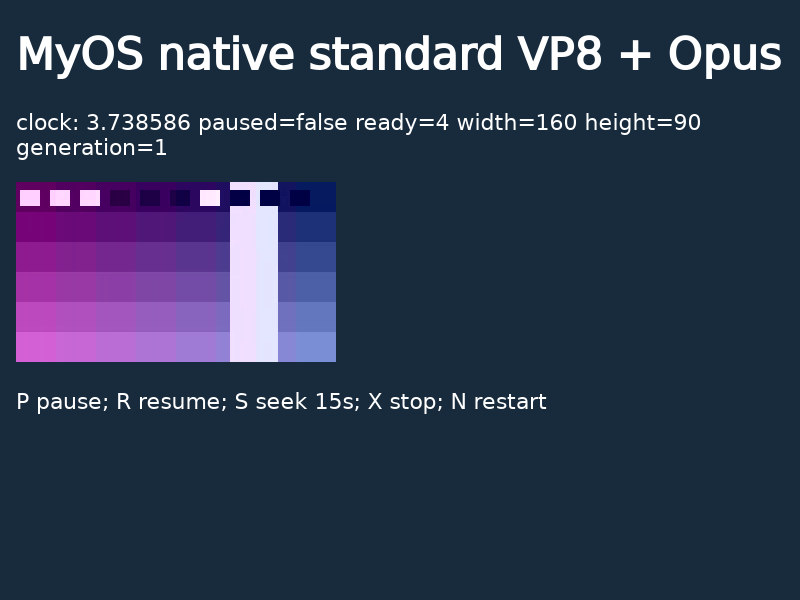 MyOS native standard VP8 + Opus
clock: 3.738586 paused=false ready=4 width=160 height=90
generation=1
P pause; R resume; S seek 15s; X stop; N restart